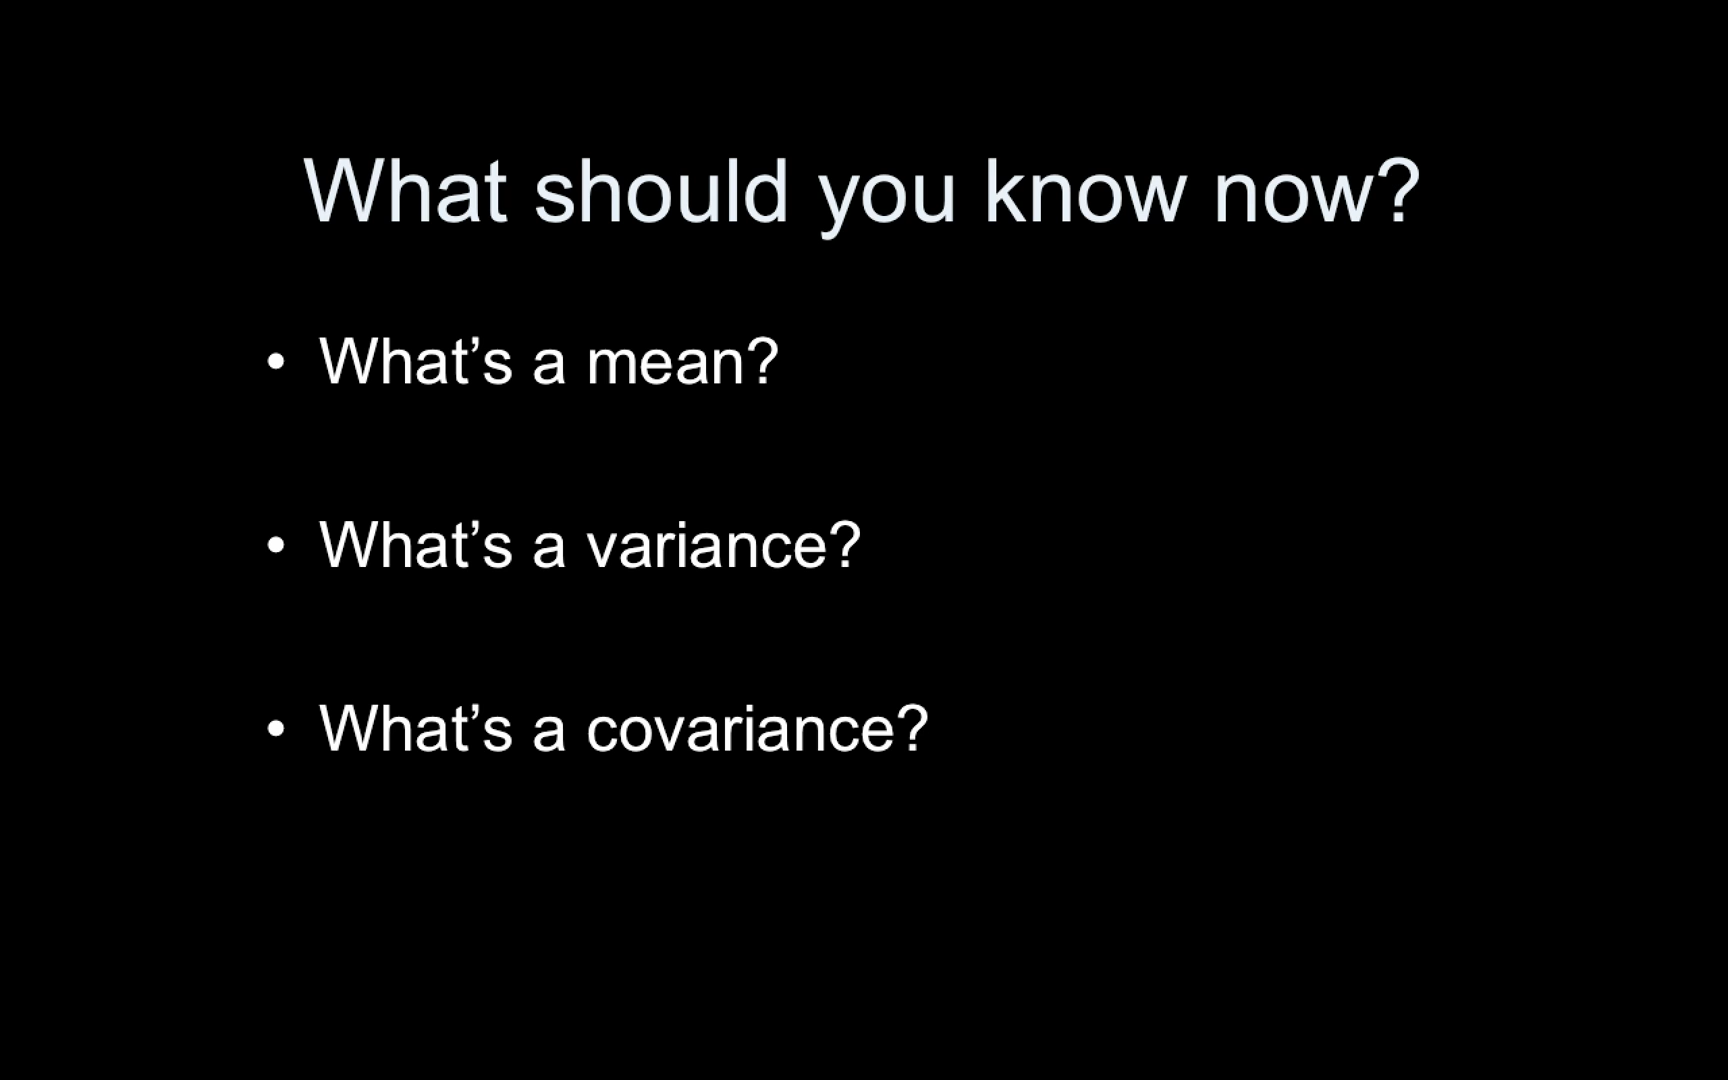 What should you know now?
• What’s a mean?
• What’s a variance?
• What’s a covariance?